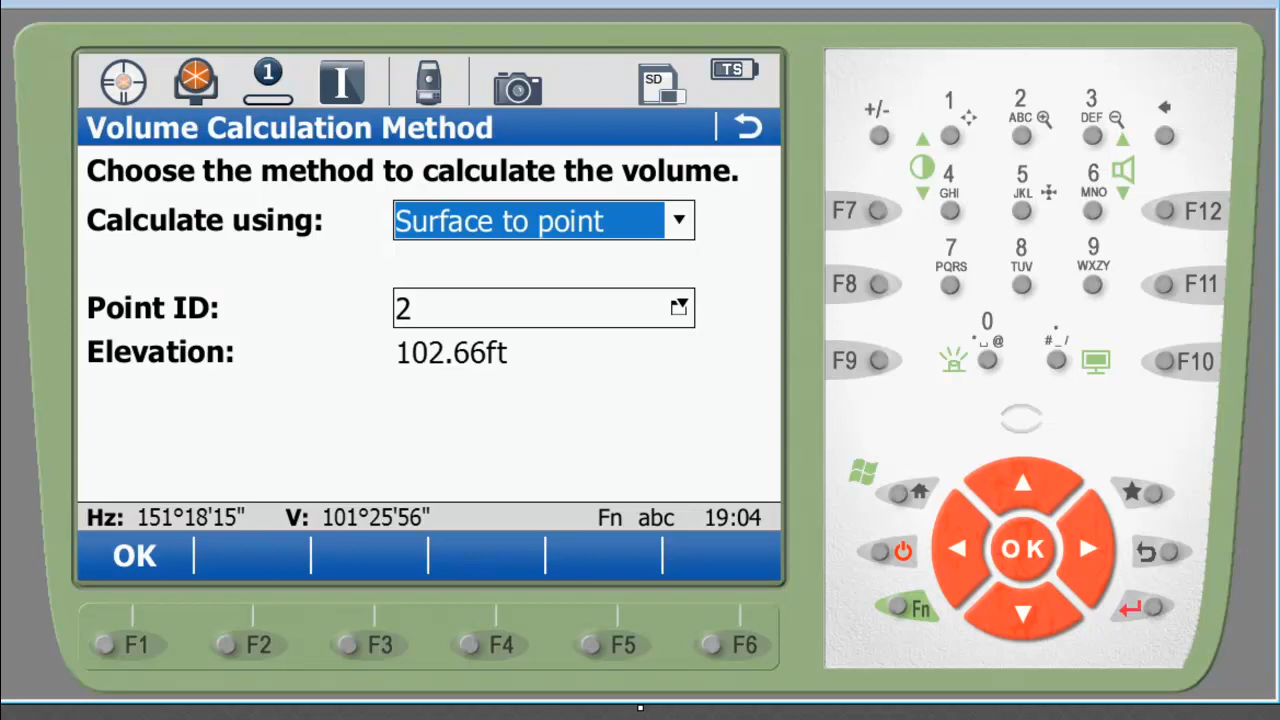 1
I
SD
TS
Volume Calculation Method
Choose the method to calculate the volume.
Calculate using: Surface to point
Point ID: 2
Elevation: 102.66ft
Hz: 151°18'15" V: 101°25'56" Fn abc 19:04
OK
F1 F2 F3 F4 F5 F6
+/- 1 2 3
ABC DEF
4 5 6
GHI JKL MNO
F7 F12
7 8 9
PQRS TUV WXZY
F8 F11
0 .
*␣@ #_/
F9 F10
OK
Fn